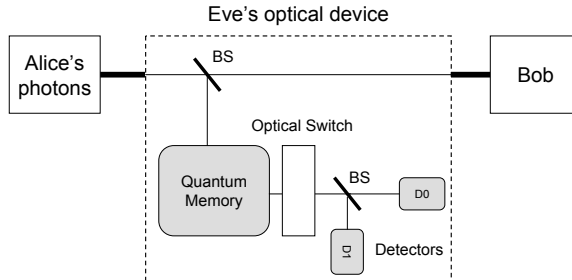 Eve's optical device
Alice's
photons
BS
Bob
Optical Switch
Quantum
Memory
BS
D0
D1
Detectors